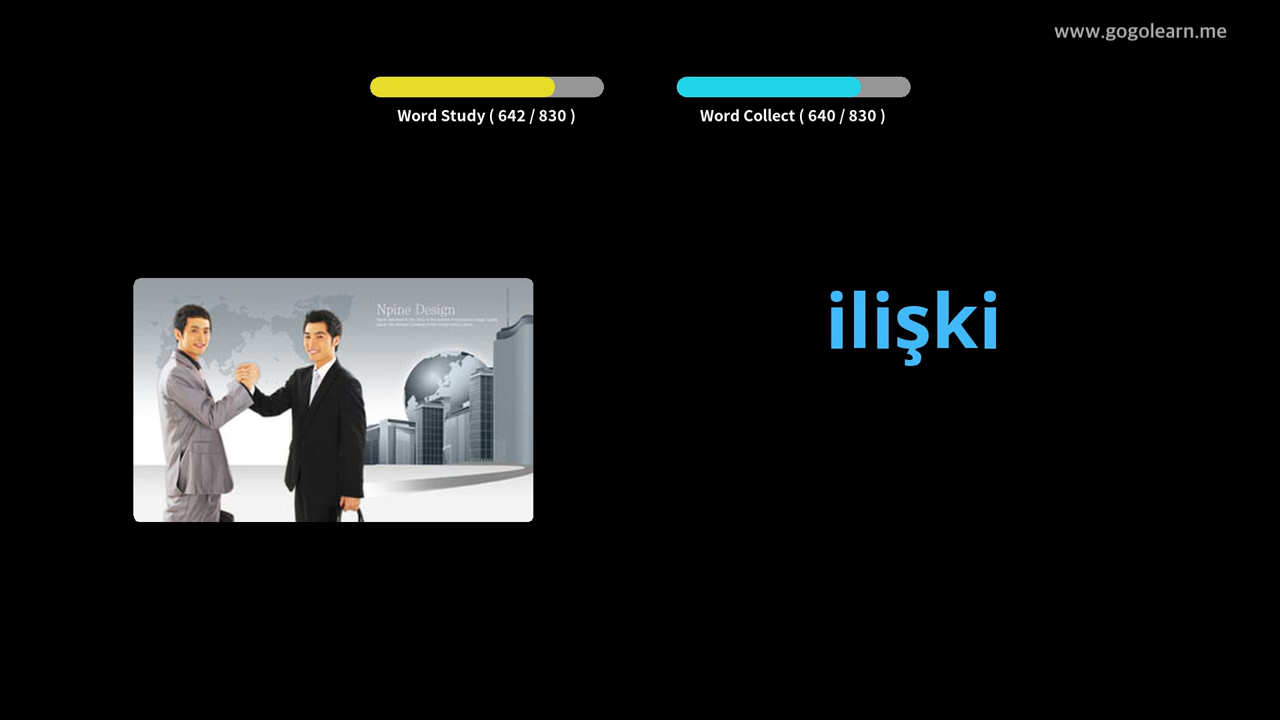 www.gogolearn.me
Word Study ( 642 / 830 )
Word Collect ( 640 / 830 )
Npine Design
ilişki